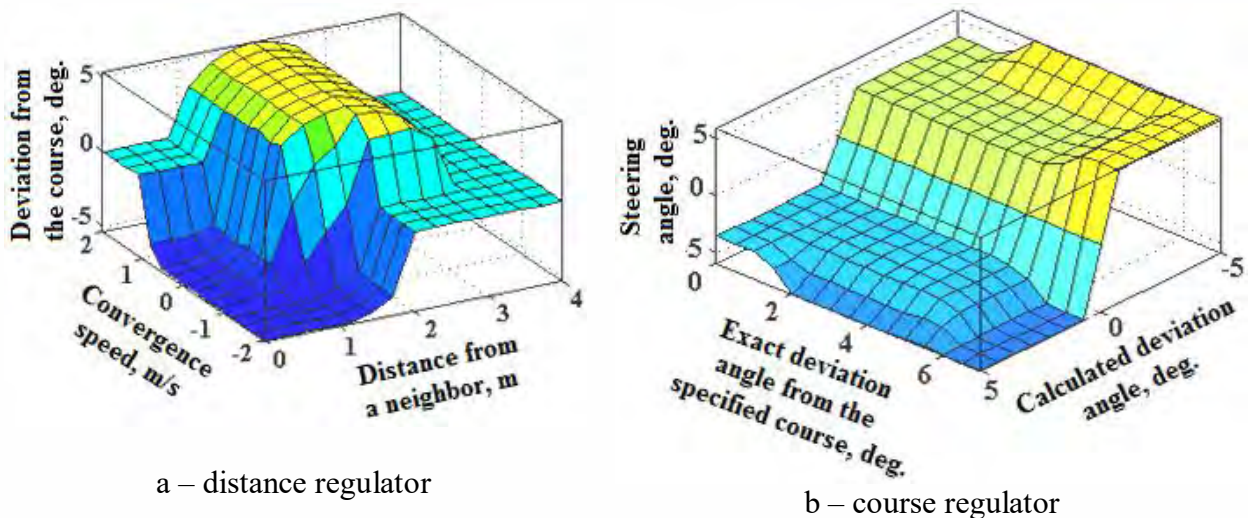 Deviation from
the course, deg.
5
0
-5
2
1
0
-1
-2
Convergence
speed, m/s
0
1
2
3
4
Distance from
a neighbor, m
a – distance regulator
Steering
angle, deg.
5
0
5
0
2
4
6
Exact deviation
angle from the
specified course, deg.
5
0
-5
Calculated deviation
angle, deg.
b – course regulator